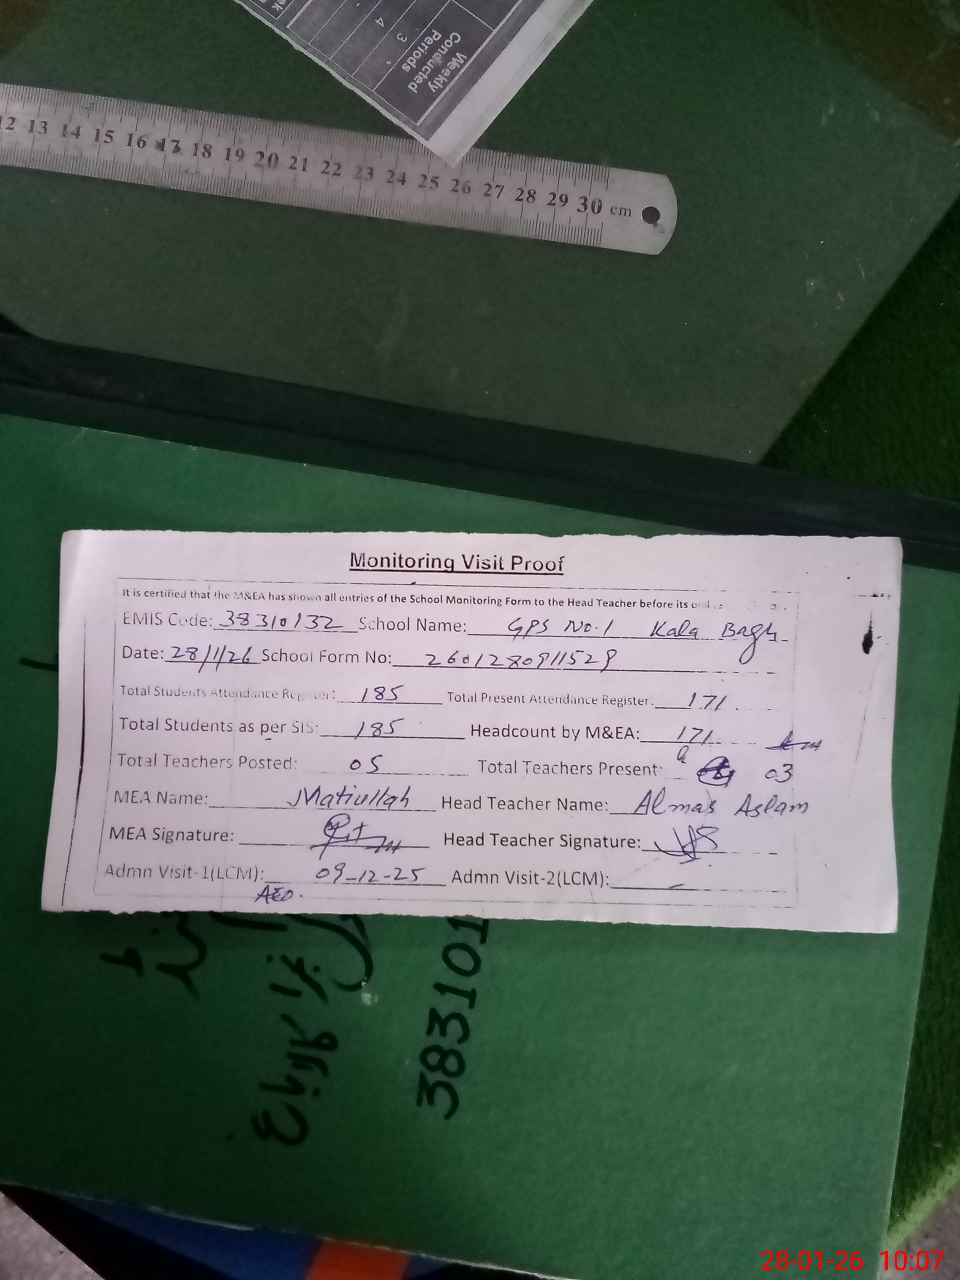 Weekly
Conducted
Periods
3
4
12 13 14 15 16 17 18 19 20 21 22 23 24 25 26 27 28 29 30 cm
Monitoring Visit Proof
It is certified that the M&EA has shown all entries of the School Monitoring Form to the Head Teacher before its
EMIS Code: 38310132 School Name: GPS No.1 Kala Bagh
Date: 28/1/26 School Form No: 2601280911529
Total Students Attendance Register: 185 Total Present Attendance Register: 171
Total Students as per SIS: 185 Headcount by M&EA: 171
Total Teachers Posted: 05 Total Teachers Present: 03
MEA Name: Matiullah Head Teacher Name: Almas Aslam
MEA Signature: Head Teacher Signature:
Admn Visit-1(LCM): 09-12-25 Admn Visit-2(LCM): -
AEO.
383101
28-01-26 10:07